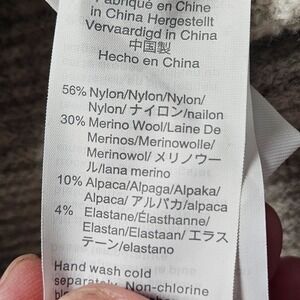 Fabriqué en Chine
in China Hergestellt
Vervaardigd in China
中国製
Hecho en China
56% Nylon/Nylon/Nylon/
Nylon/ ナイロン/nailon
30% Merino Wool/Laine De
Merinos/Merinowolle/
Merinowol/ メリノウー
ル/lana merino
10% Alpaca/Alpaga/Alpaka/
Alpaca/ アルパカ/alpaca
4% Elastane/Élasthanne/
Elastan/Elastaan/ エラス
テーン/elastano
Hand wash cold
separately. Non-chlorine